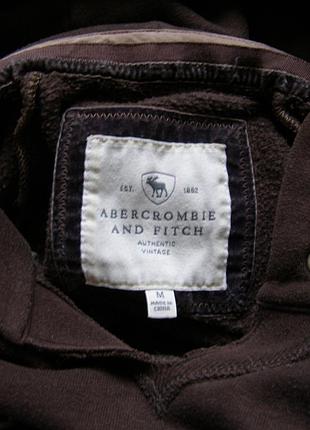 EST. 1892
ABERCROMBIE
AND FITCH
AUTHENTIC
VINTAGE
M
MADE IN
CHINA